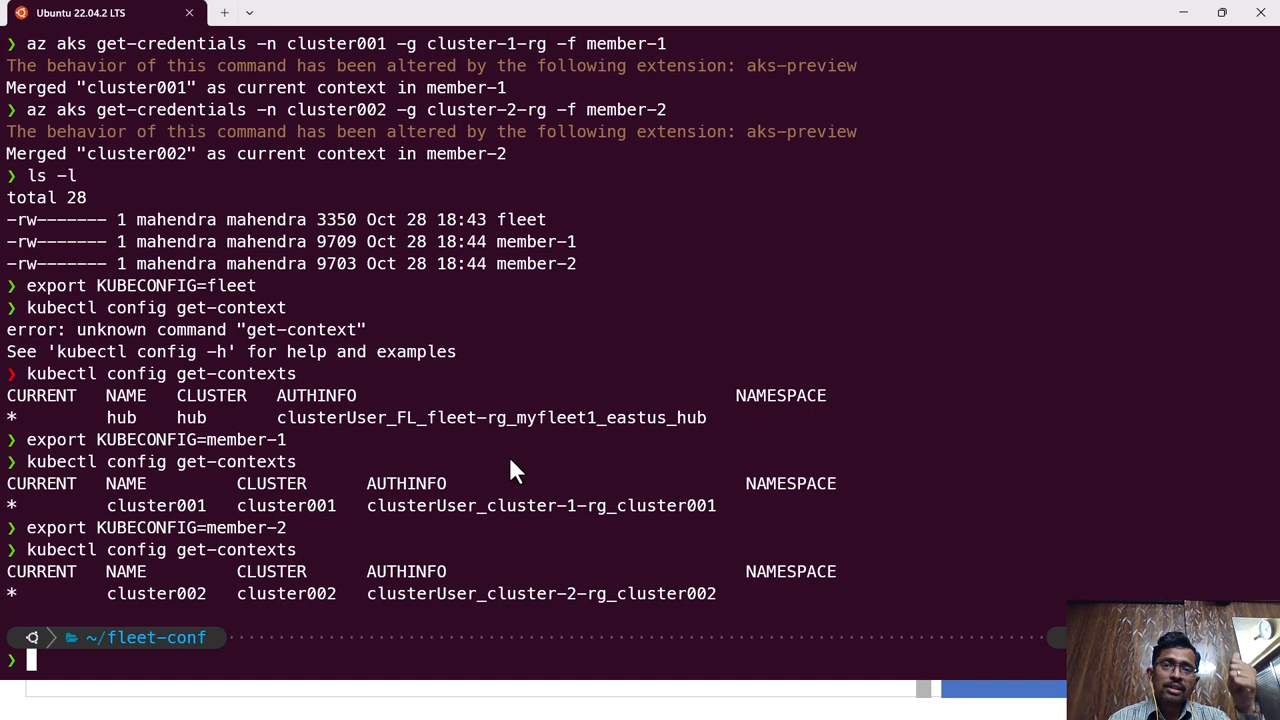 Ubuntu 22.04.2 LTS
❯ az aks get-credentials -n cluster001 -g cluster-1-rg -f member-1
The behavior of this command has been altered by the following extension: aks-preview
Merged "cluster001" as current context in member-1
❯ az aks get-credentials -n cluster002 -g cluster-2-rg -f member-2
The behavior of this command has been altered by the following extension: aks-preview
Merged "cluster002" as current context in member-2
❯ ls -l
total 28
-rw------- 1 mahendra mahendra 3350 Oct 28 18:43 fleet
-rw------- 1 mahendra mahendra 9709 Oct 28 18:44 member-1
-rw------- 1 mahendra mahendra 9703 Oct 28 18:44 member-2
❯ export KUBECONFIG=fleet
❯ kubectl config get-context
error: unknown command "get-context"
See 'kubectl config -h' for help and examples
❯ kubectl config get-contexts
CURRENT NAME CLUSTER AUTHINFO NAMESPACE
* hub hub clusterUser_FL_fleet-rg_myfleet1_eastus_hub
❯ export KUBECONFIG=member-1
❯ kubectl config get-contexts
CURRENT NAME CLUSTER AUTHINFO NAMESPACE
* cluster001 cluster001 clusterUser_cluster-1-rg_cluster001
❯ export KUBECONFIG=member-2
❯ kubectl config get-contexts
CURRENT NAME CLUSTER AUTHINFO NAMESPACE
* cluster002 cluster002 clusterUser_cluster-2-rg_cluster002
~/fleet-conf
❯